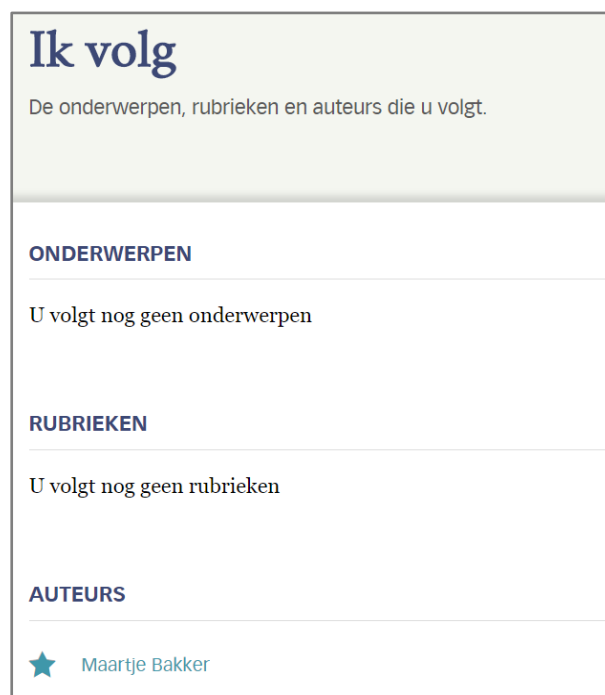 Ik volg
De onderwerpen, rubrieken en auteurs die u volgt.
ONDERWERPEN
U volgt nog geen onderwerpen
RUBRIEKEN
U volgt nog geen rubrieken
AUTEURS
Maartje Bakker